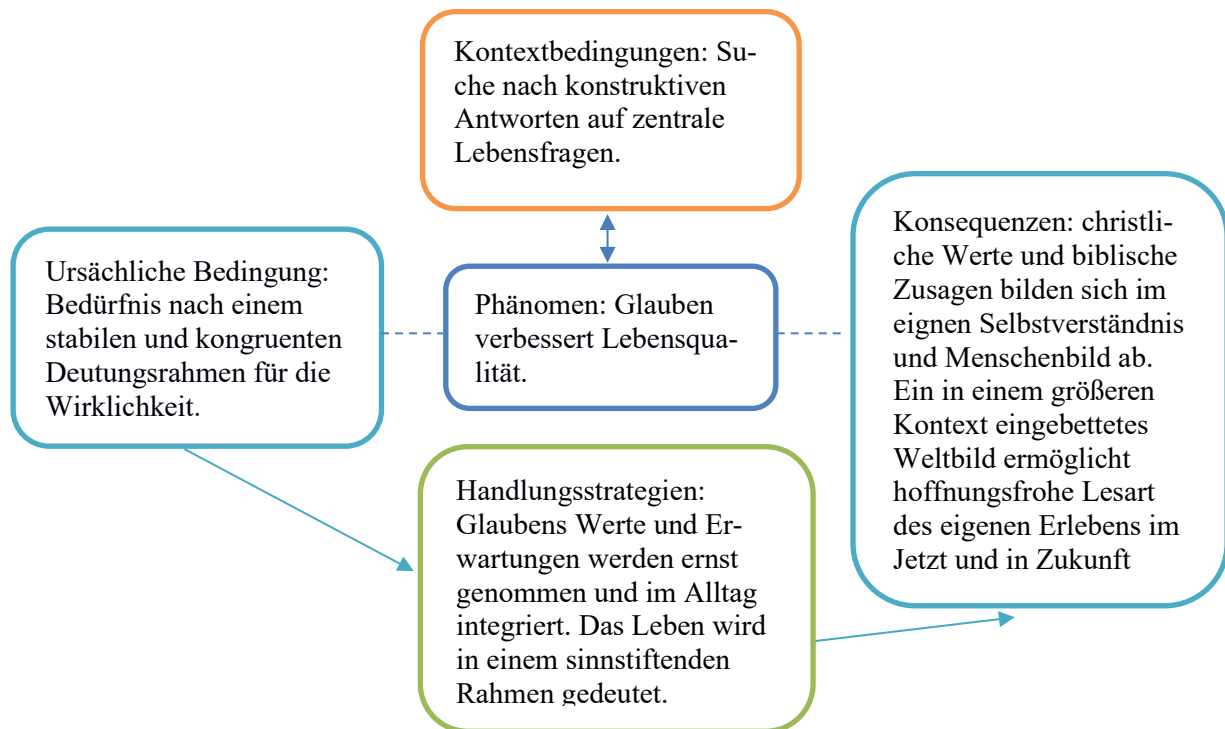 Kontextbedingungen: Su-
che nach konstruktiven
Antworten auf zentrale
Lebensfragen.
Ursächliche Bedingung:
Bedürfnis nach einem
stabilen und kongruenten
Deutungsrahmen für die
Wirklichkeit.
Phänomen: Glauben
verbessert Lebensqua-
lität.
Konsequenzen: christli-
che Werte und biblische
Zusagen bilden sich im
eignen Selbstverständnis
und Menschenbild ab.
Ein in einem größeren
Kontext eingebettetes
Weltbild ermöglicht
hoffnungsfrohe Lesart
des eigenen Erlebens im
Jetzt und in Zukunft
Handlungsstrategien:
Glaubens Werte und Er-
wartungen werden ernst
genommen und im Alltag
integriert. Das Leben wird
in einem sinnstiftenden
Rahmen gedeutet.